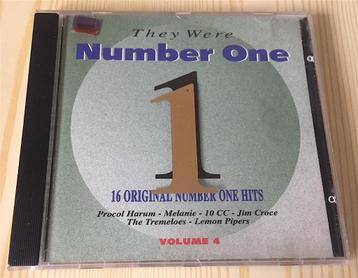 They Were
Number One
1
16 ORIGINAL NUMBER ONE HITS
Procol Harum - Melanie - 10 CC - Jim Croce
The Tremeloes - Lemon Pipers
VOLUME 4